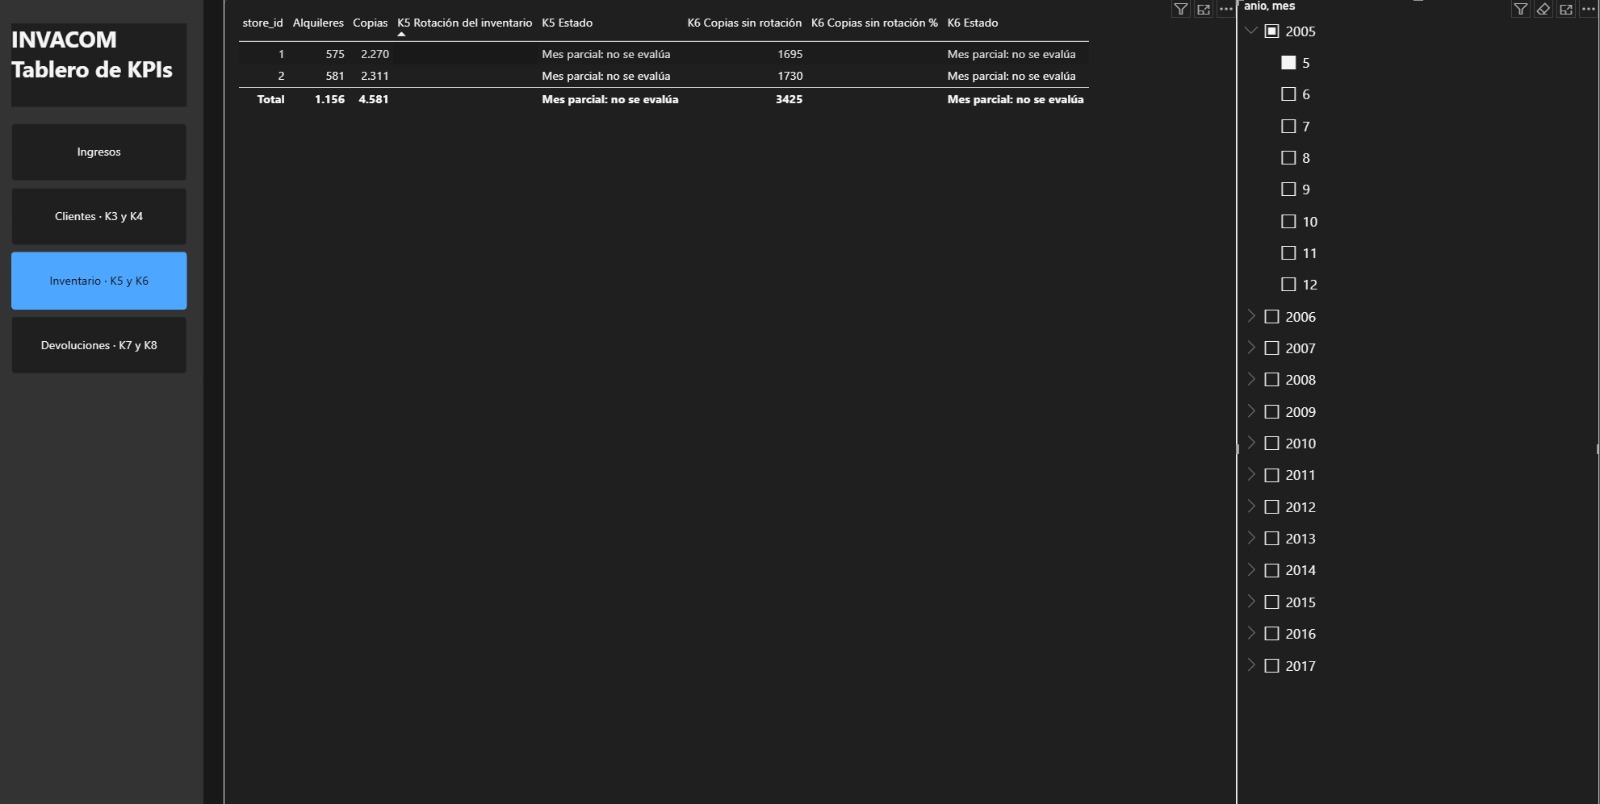 INVACOM
Tablero de KPIs
Ingresos
Clientes · K3 y K4
Inventario · K5 y K6
Devoluciones · K7 y K8
store_id Alquileres Copias K5 Rotación del inventario K5 Estado K6 Copias sin rotación K6 Copias sin rotación % K6 Estado
1 575 2.270 Mes parcial: no se evalúa 1695 Mes parcial: no se evalúa
2 581 2.311 Mes parcial: no se evalúa 1730 Mes parcial: no se evalúa
Total 1.156 4.581 Mes parcial: no se evalúa 3425 Mes parcial: no se evalúa
anio, mes
2005
5
6
7
8
9
10
11
12
2006
2007
2008
2009
2010
2011
2012
2013
2014
2015
2016
2017